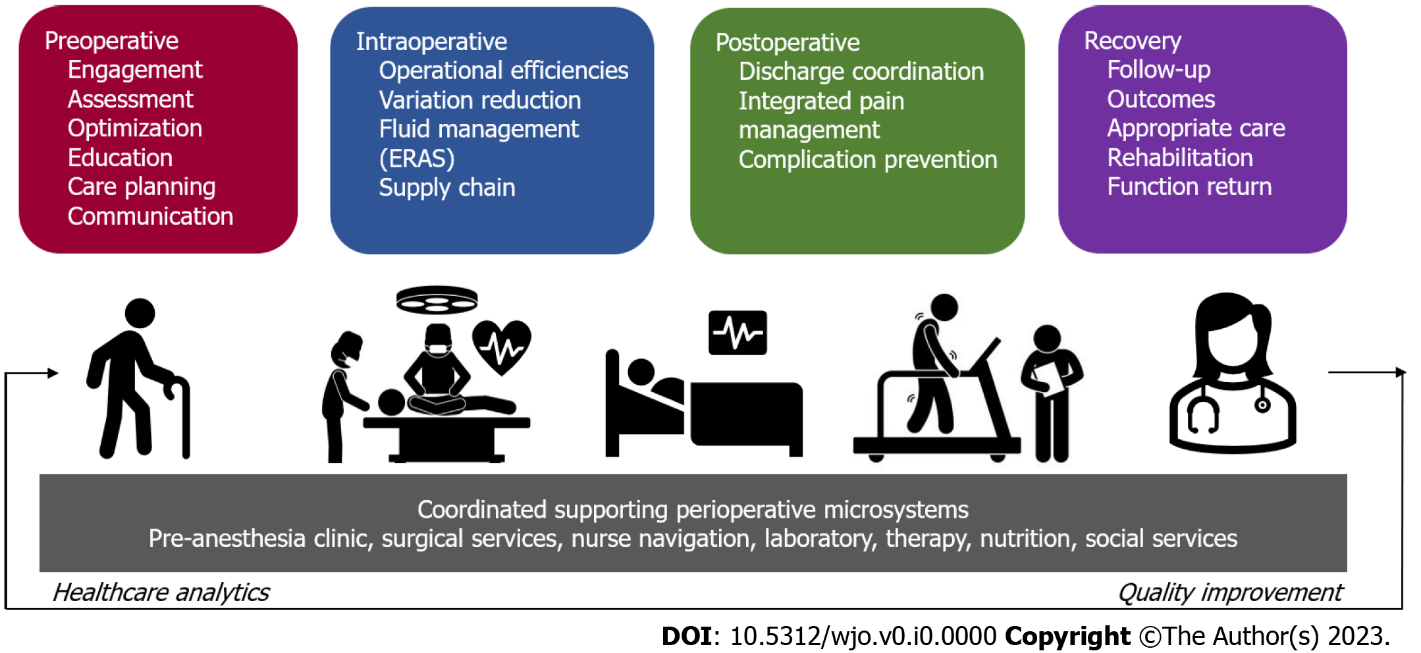 Preoperative
Engagement
Assessment
Optimization
Education
Care planning
Communication
Intraoperative
Operational efficiencies
Variation reduction
Fluid management
(ERAS)
Supply chain
Postoperative
Discharge coordination
Integrated pain
management
Complication prevention
Recovery
Follow-up
Outcomes
Appropriate care
Rehabilitation
Function return
Coordinated supporting perioperative microsystems
Pre-anesthesia clinic, surgical services, nurse navigation, laboratory, therapy, nutrition, social services
Healthcare analytics
Quality improvement
DOI: 10.5312/wjo.v0.i0.0000 Copyright ©The Author(s) 2023.